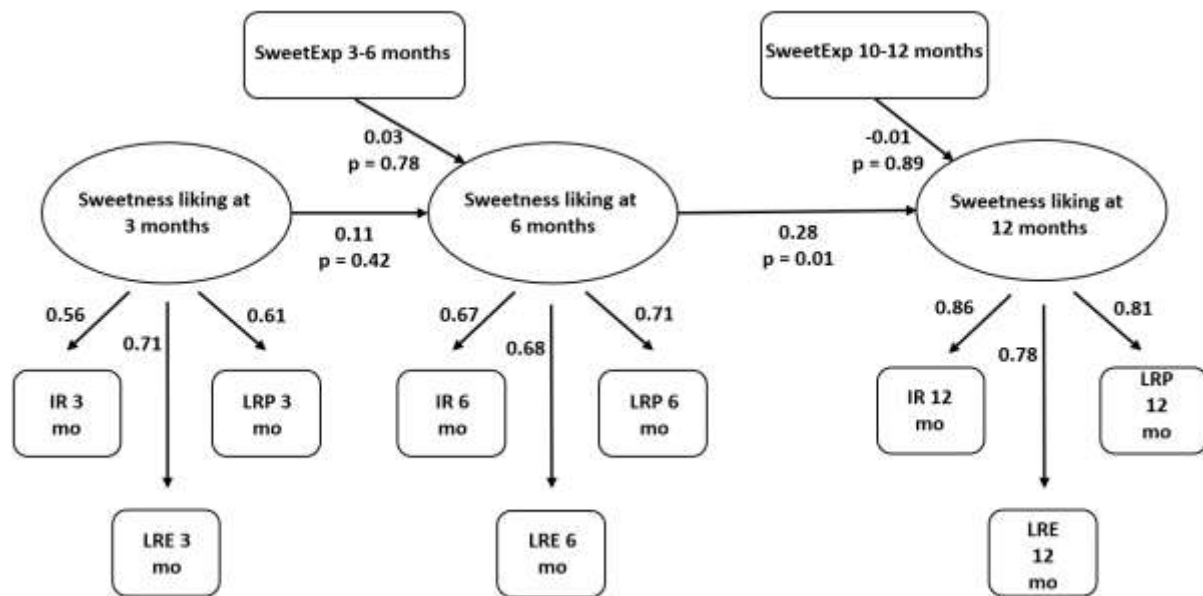 SweetExp 3-6 months
SweetExp 10-12 months
0.03
p = 0.78
-0.01
p = 0.89
Sweetness liking at
3 months
Sweetness liking at
6 months
Sweetness liking at
12 months
0.11
p = 0.42
0.28
p = 0.01
0.56
0.71
0.61
0.67
0.68
0.71
0.86
0.78
0.81
IR 3
mo
LRP 3
mo
IR 6
mo
LRP 6
mo
IR 12
mo
LRP
12
mo
LRE 3
mo
LRE 6
mo
LRE
12
mo